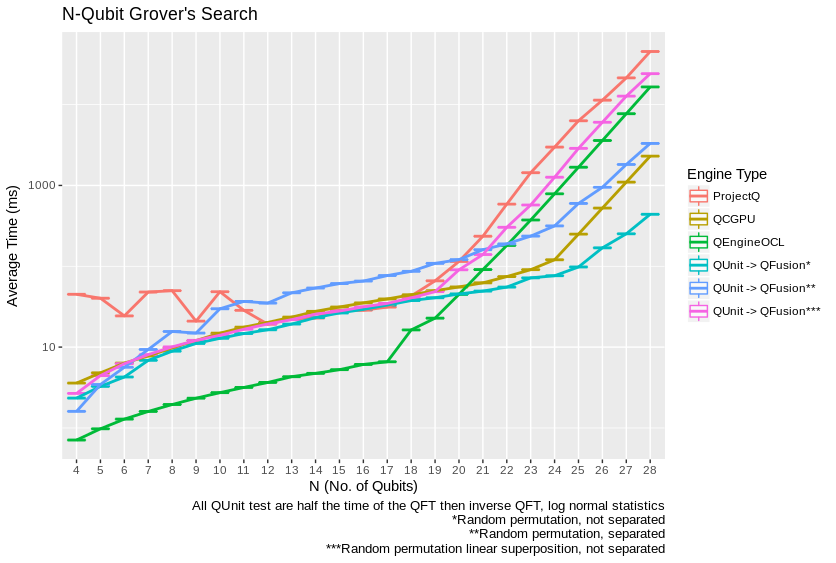 N-Qubit Grover's Search
Average Time (ms)
1000
10
4 5 6 7 8 9 10 11 12 13 14 15 16 17 18 19 20 21 22 23 24 25 26 27 28
N (No. of Qubits)
Engine Type
ProjectQ
QCGPU
QEngineOCL
QUnit -> QFusion*
QUnit -> QFusion**
QUnit -> QFusion***
All QUnit test are half the time of the QFT then inverse QFT, log normal statistics
*Random permutation, not separated
**Random permutation, separated
***Random permutation linear superposition, not separated